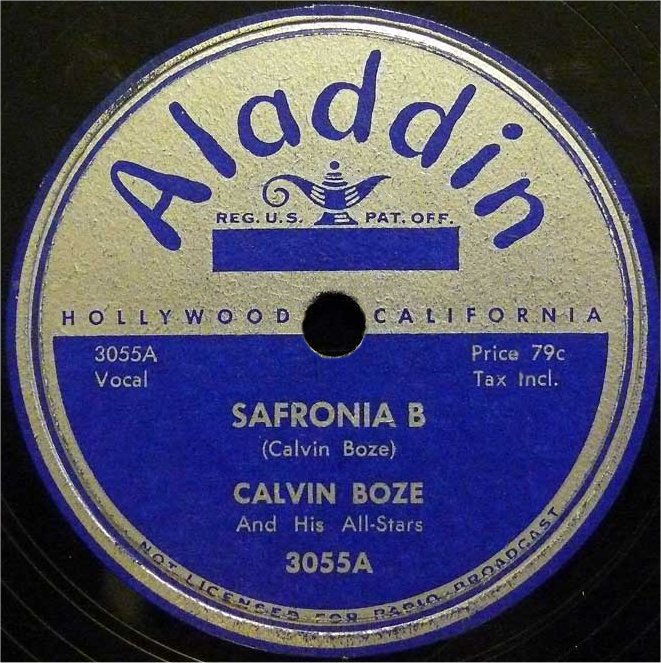 Aladdin
REG. U.S. PAT. OFF.
HOLLYWOOD CALIFORNIA
3055A Price 79c
Vocal Tax Incl.
SAFRONIA B
(Calvin Boze)
CALVIN BOZE
And His All-Stars
3055A
NOT LICENSED FOR RADIO BROADCAST